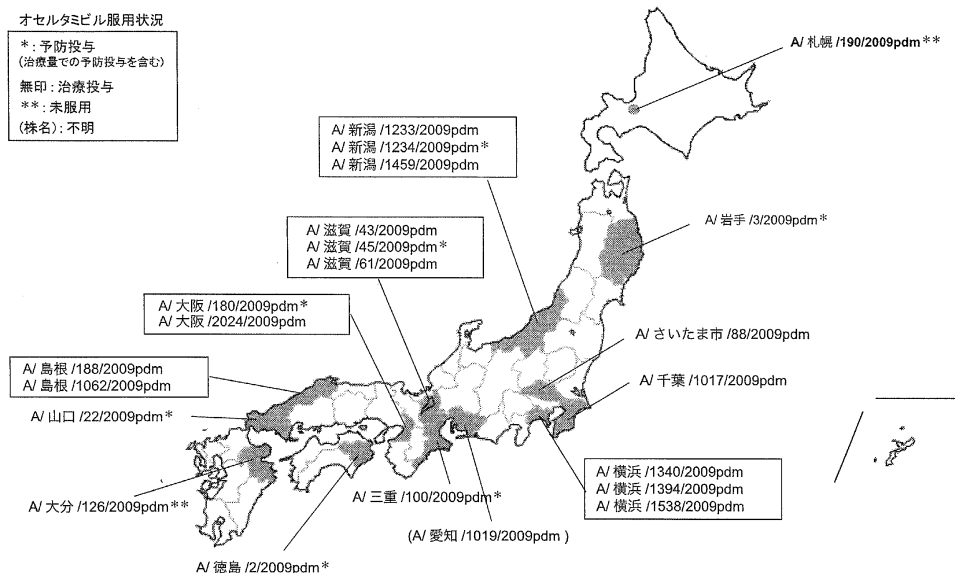 オセルタミビル服用状況
*：予防投与
(治療量での予防投与を含む)
無印：治療投与
**：未服用
(株名)：不明
A/ 札幌 /190/2009pdm **
A/ 新潟 /1233/2009pdm
A/ 新潟 /1234/2009pdm *
A/ 新潟 /1459/2009pdm
A/ 岩手 /3/2009pdm *
A/ 滋賀 /43/2009pdm
A/ 滋賀 /45/2009pdm *
A/ 滋賀 /61/2009pdm
A/ 大阪 /180/2009pdm *
A/ 大阪 /2024/2009pdm
A/ さいたま市 /88/2009pdm
A/ 島根 /188/2009pdm
A/ 島根 /1062/2009pdm
A/ 千葉 /1017/2009pdm
A/ 山口 /22/2009pdm *
A/ 横浜 /1340/2009pdm
A/ 横浜 /1394/2009pdm
A/ 横浜 /1538/2009pdm
A/ 三重 /100/2009pdm *
A/ 大分 /126/2009pdm **
(A/ 愛知 /1019/2009pdm )
A/ 徳島 /2/2009pdm *